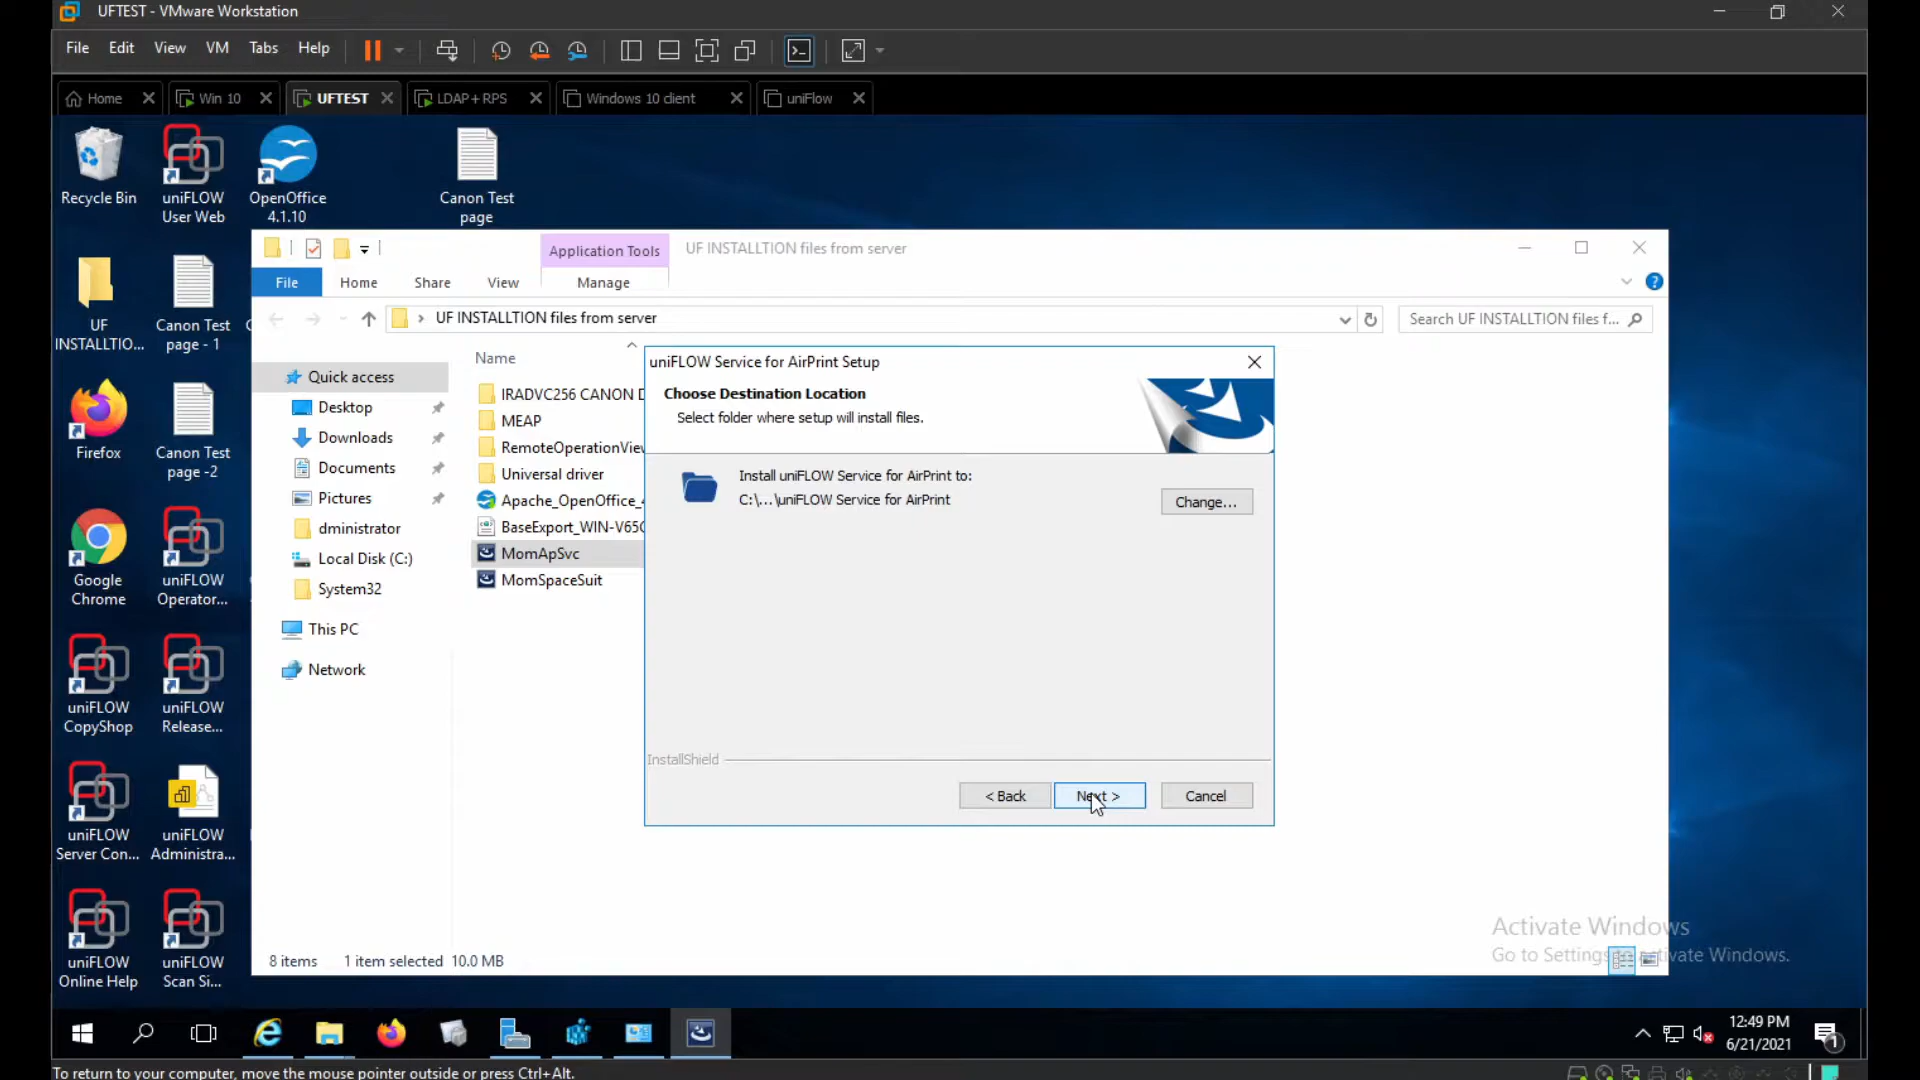 UFTEST - VMware Workstation
File Edit View VM Tabs Help
Home
Win 10
UFTEST
LDAP+RPS
Windows 10 client
uniFlow
Recycle Bin
uniFLOW
User Web
OpenOffice
4.1.10
Canon Test
page
UF
INSTALLTIO...
Canon Test
page - 1
C
Firefox
Canon Test
page -2
Google
Chrome
uniFLOW
Operator...
uniFLOW
CopyShop
uniFLOW
Release...
uniFLOW
Server Con...
uniFLOW
Administra...
uniFLOW
Online Help
uniFLOW
Scan Si...
Application Tools
UF INSTALLTION files from server
File Home Share View Manage
UF INSTALLTION files from server
Search UF INSTALLTION files f...
Quick access
Desktop
Downloads
Documents
Pictures
dministrator
Local Disk (C:)
System32
This PC
Network
Name
IRADVC256 CANON D
MEAP
RemoteOperationView
Universal driver
Apache_OpenOffice_4
BaseExport_WIN-V65C
MomApSvc
MomSpaceSuit
uniFLOW Service for AirPrint Setup
Choose Destination Location
Select folder where setup will install files.
Install uniFLOW Service for AirPrint to:
C:\...\uniFLOW Service for AirPrint
Change...
InstallShield
< Back
Next >
Cancel
8 items 1 item selected 10.0 MB
Activate Windows
Go to Settings to activate Windows.
12:49 PM
6/21/2021
1
To return to your computer, move the mouse pointer outside or press Ctrl+Alt.